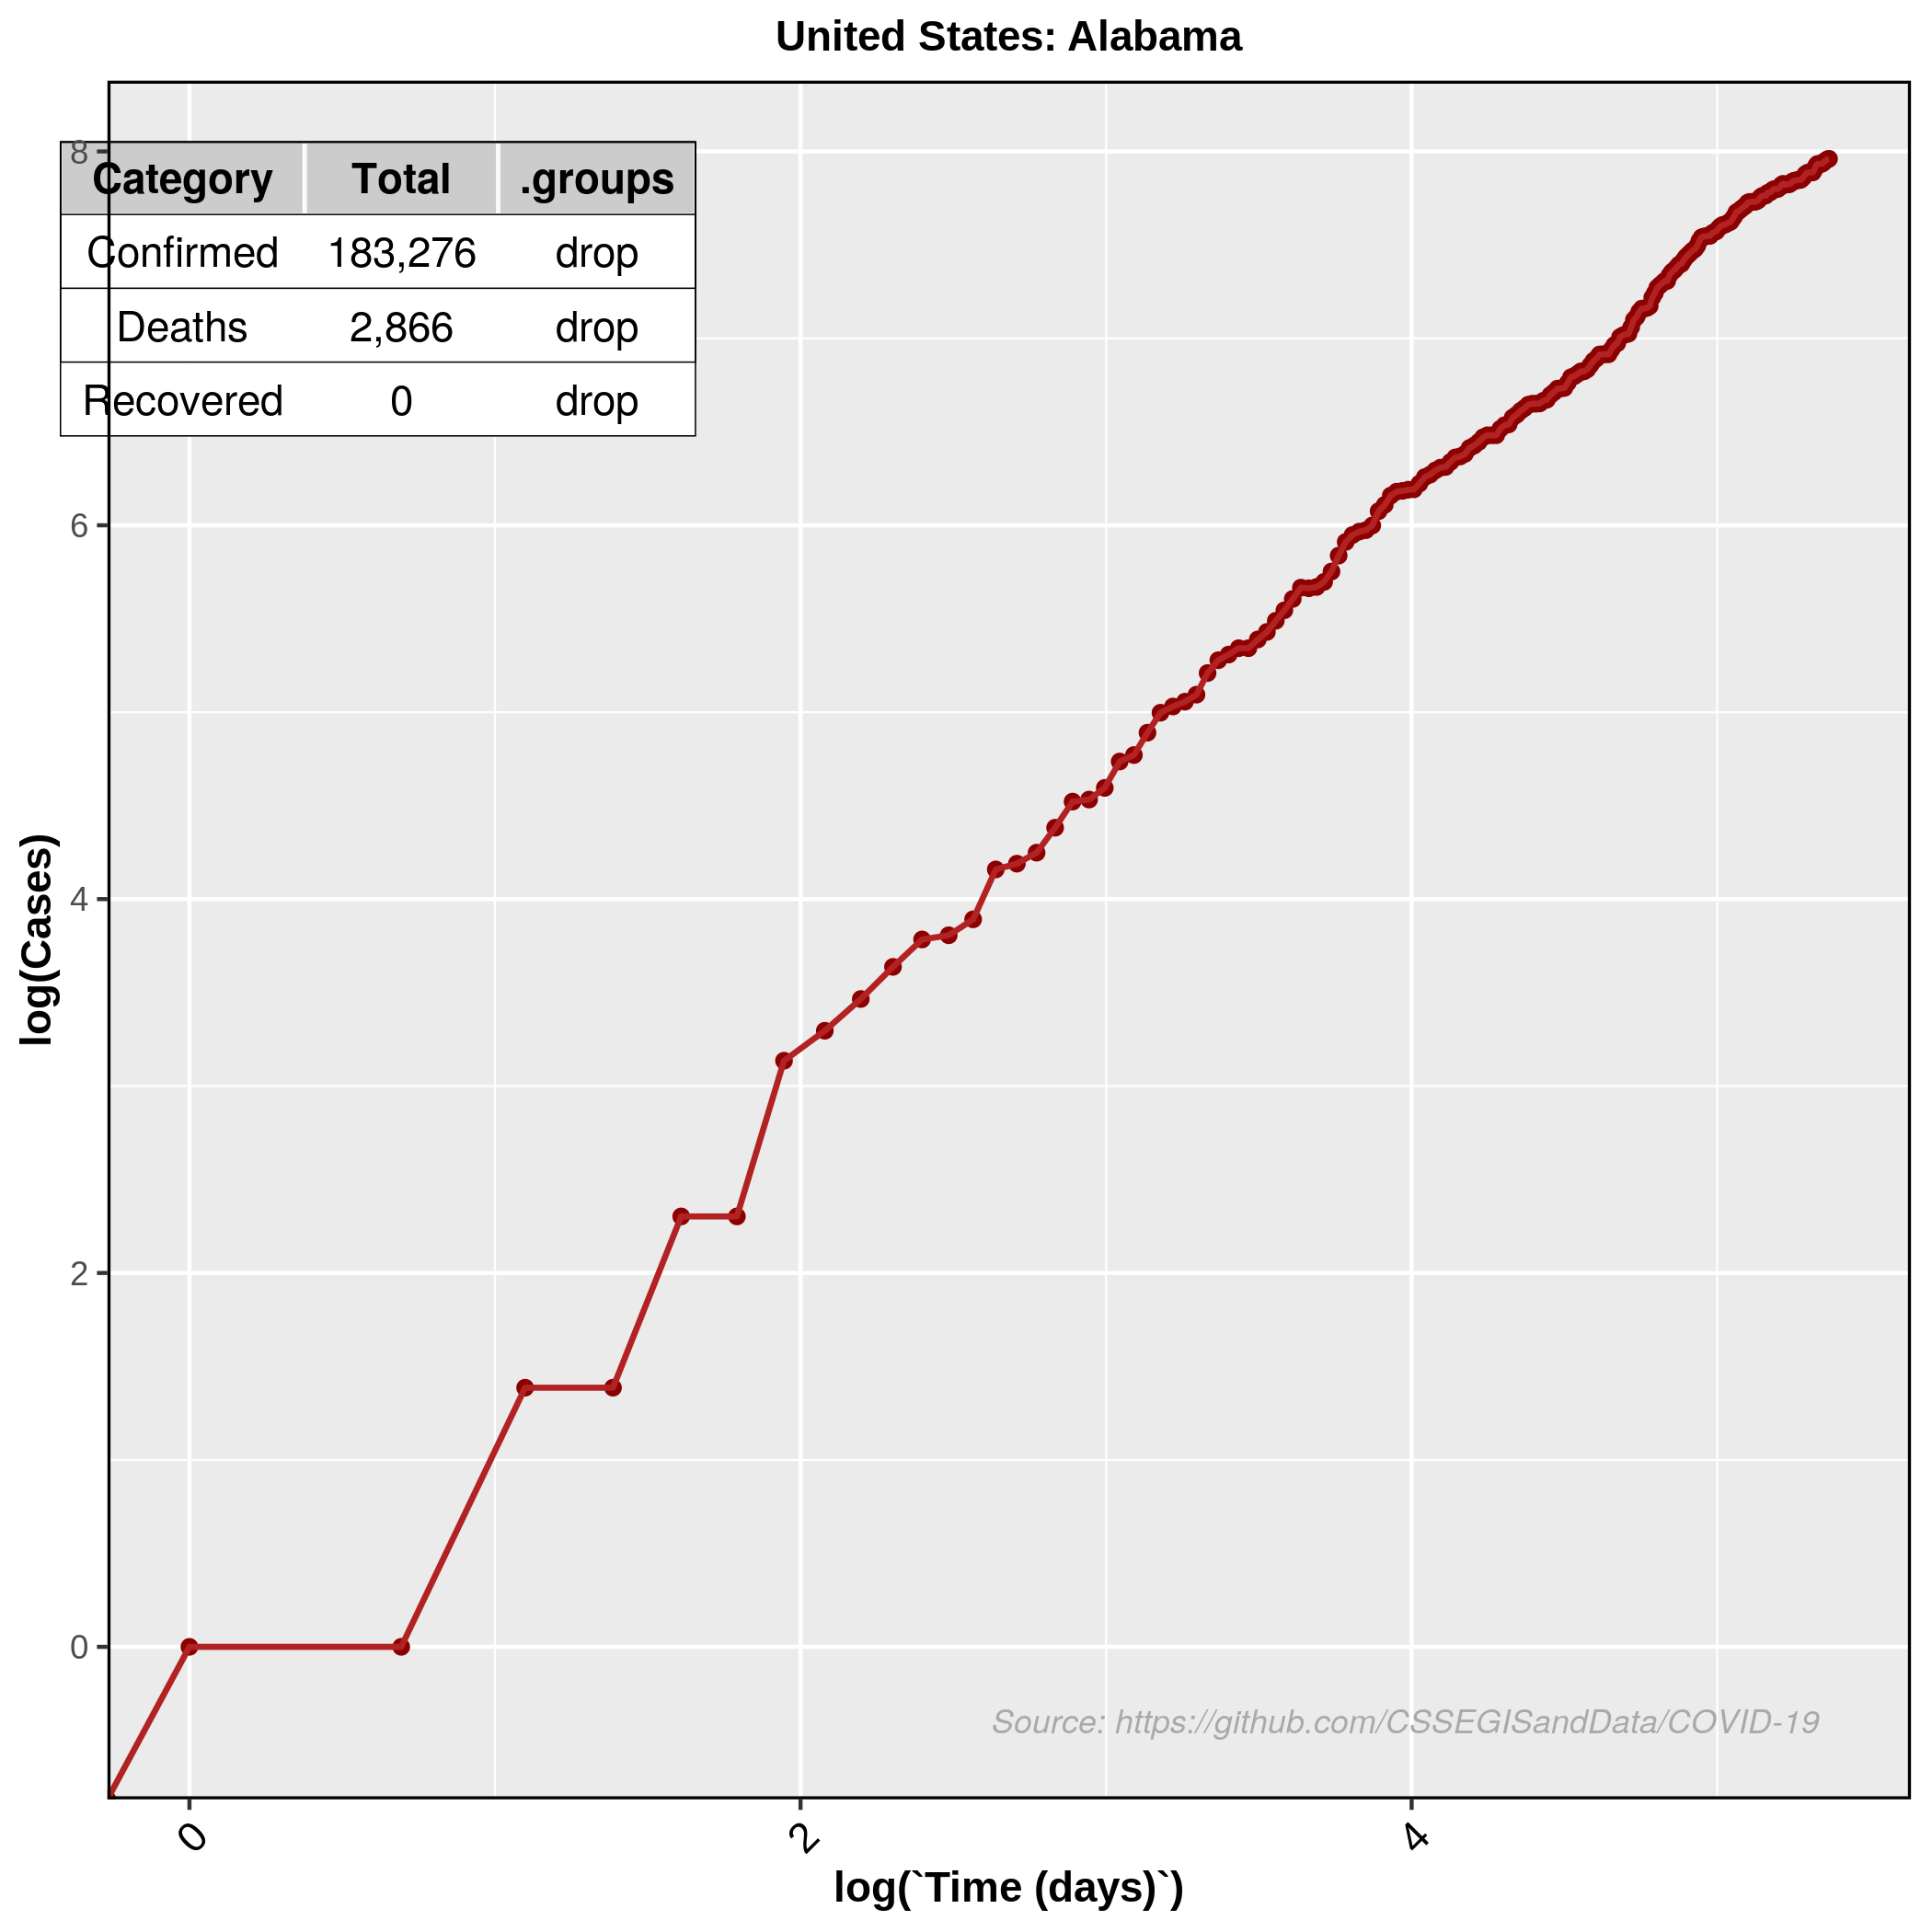 United States: Alabama
8
Category Total .groups
Confirmed 183,276 drop
Deaths 2,866 drop
Recovered 0 drop
6
4
2
0
log(Cases)
Source: https://github.com/CSSEGISandData/COVID-19
0 2 4
log(`Time (days)`)